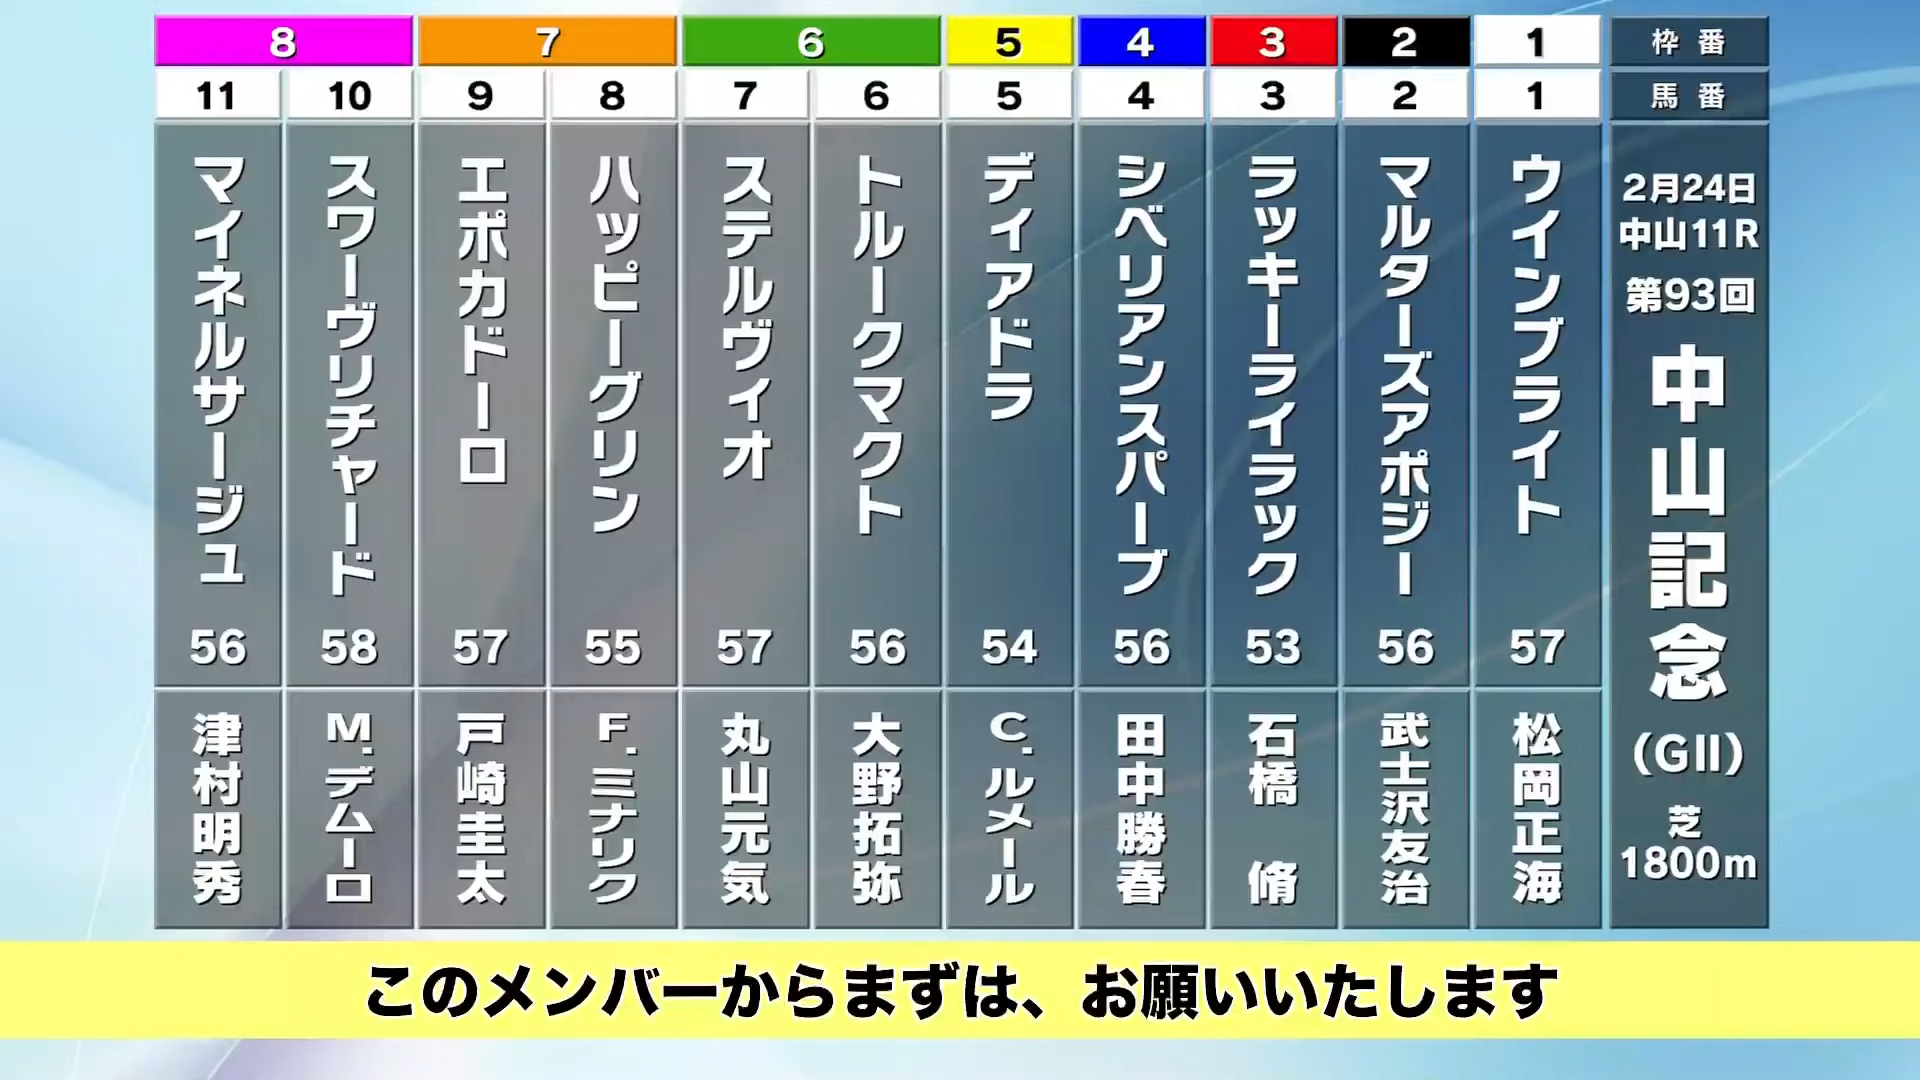 枠番
馬番
2月24日
中山11R
第93回
中山記念
(GII)
芝
1800m
1
1
ウインブライト
57
松岡正海
2
2
マルターズアポジー
56
武士沢友治
3
3
ラッキーライラック
53
石橋 脩
4
4
シベリアンスパーブ
56
田中勝春
5
5
ディアドラ
54
C.ルメール
6
6
トルークマクト
56
大野拓弥
7
ステルヴィオ
57
丸山元気
7
8
ハッピーグリン
55
F.ミナリク
9
エポカドーロ
57
戸崎圭太
8
10
スワーヴリチャード
58
M.デムーロ
11
マイネルサージュ
56
津村明秀
このメンバーからまずは、お願いいたします